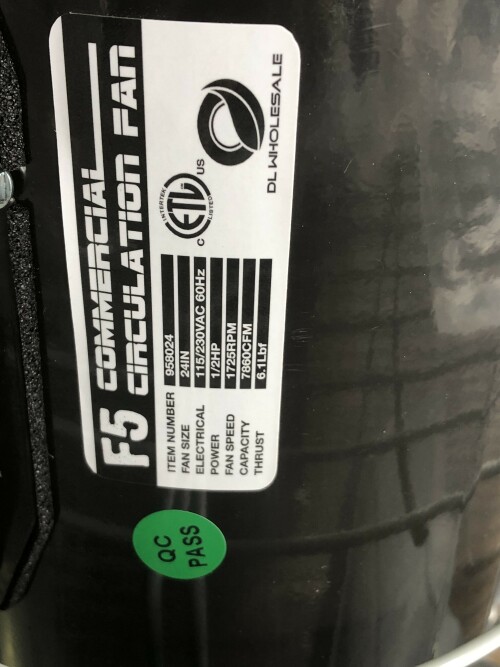 F5 COMMERCIAL
CIRCULATION FAN
ITEM NUMBER 958024
FAN SIZE 24IN
ELECTRICAL 115/230VAC 60Hz
POWER 1/2HP
FAN SPEED 1725RPM
CAPACITY 7860CFM
THRUST 6.1Lbf
INTERTEK
C ETL US
LISTED
DL WHOLESALE
QC
PASS